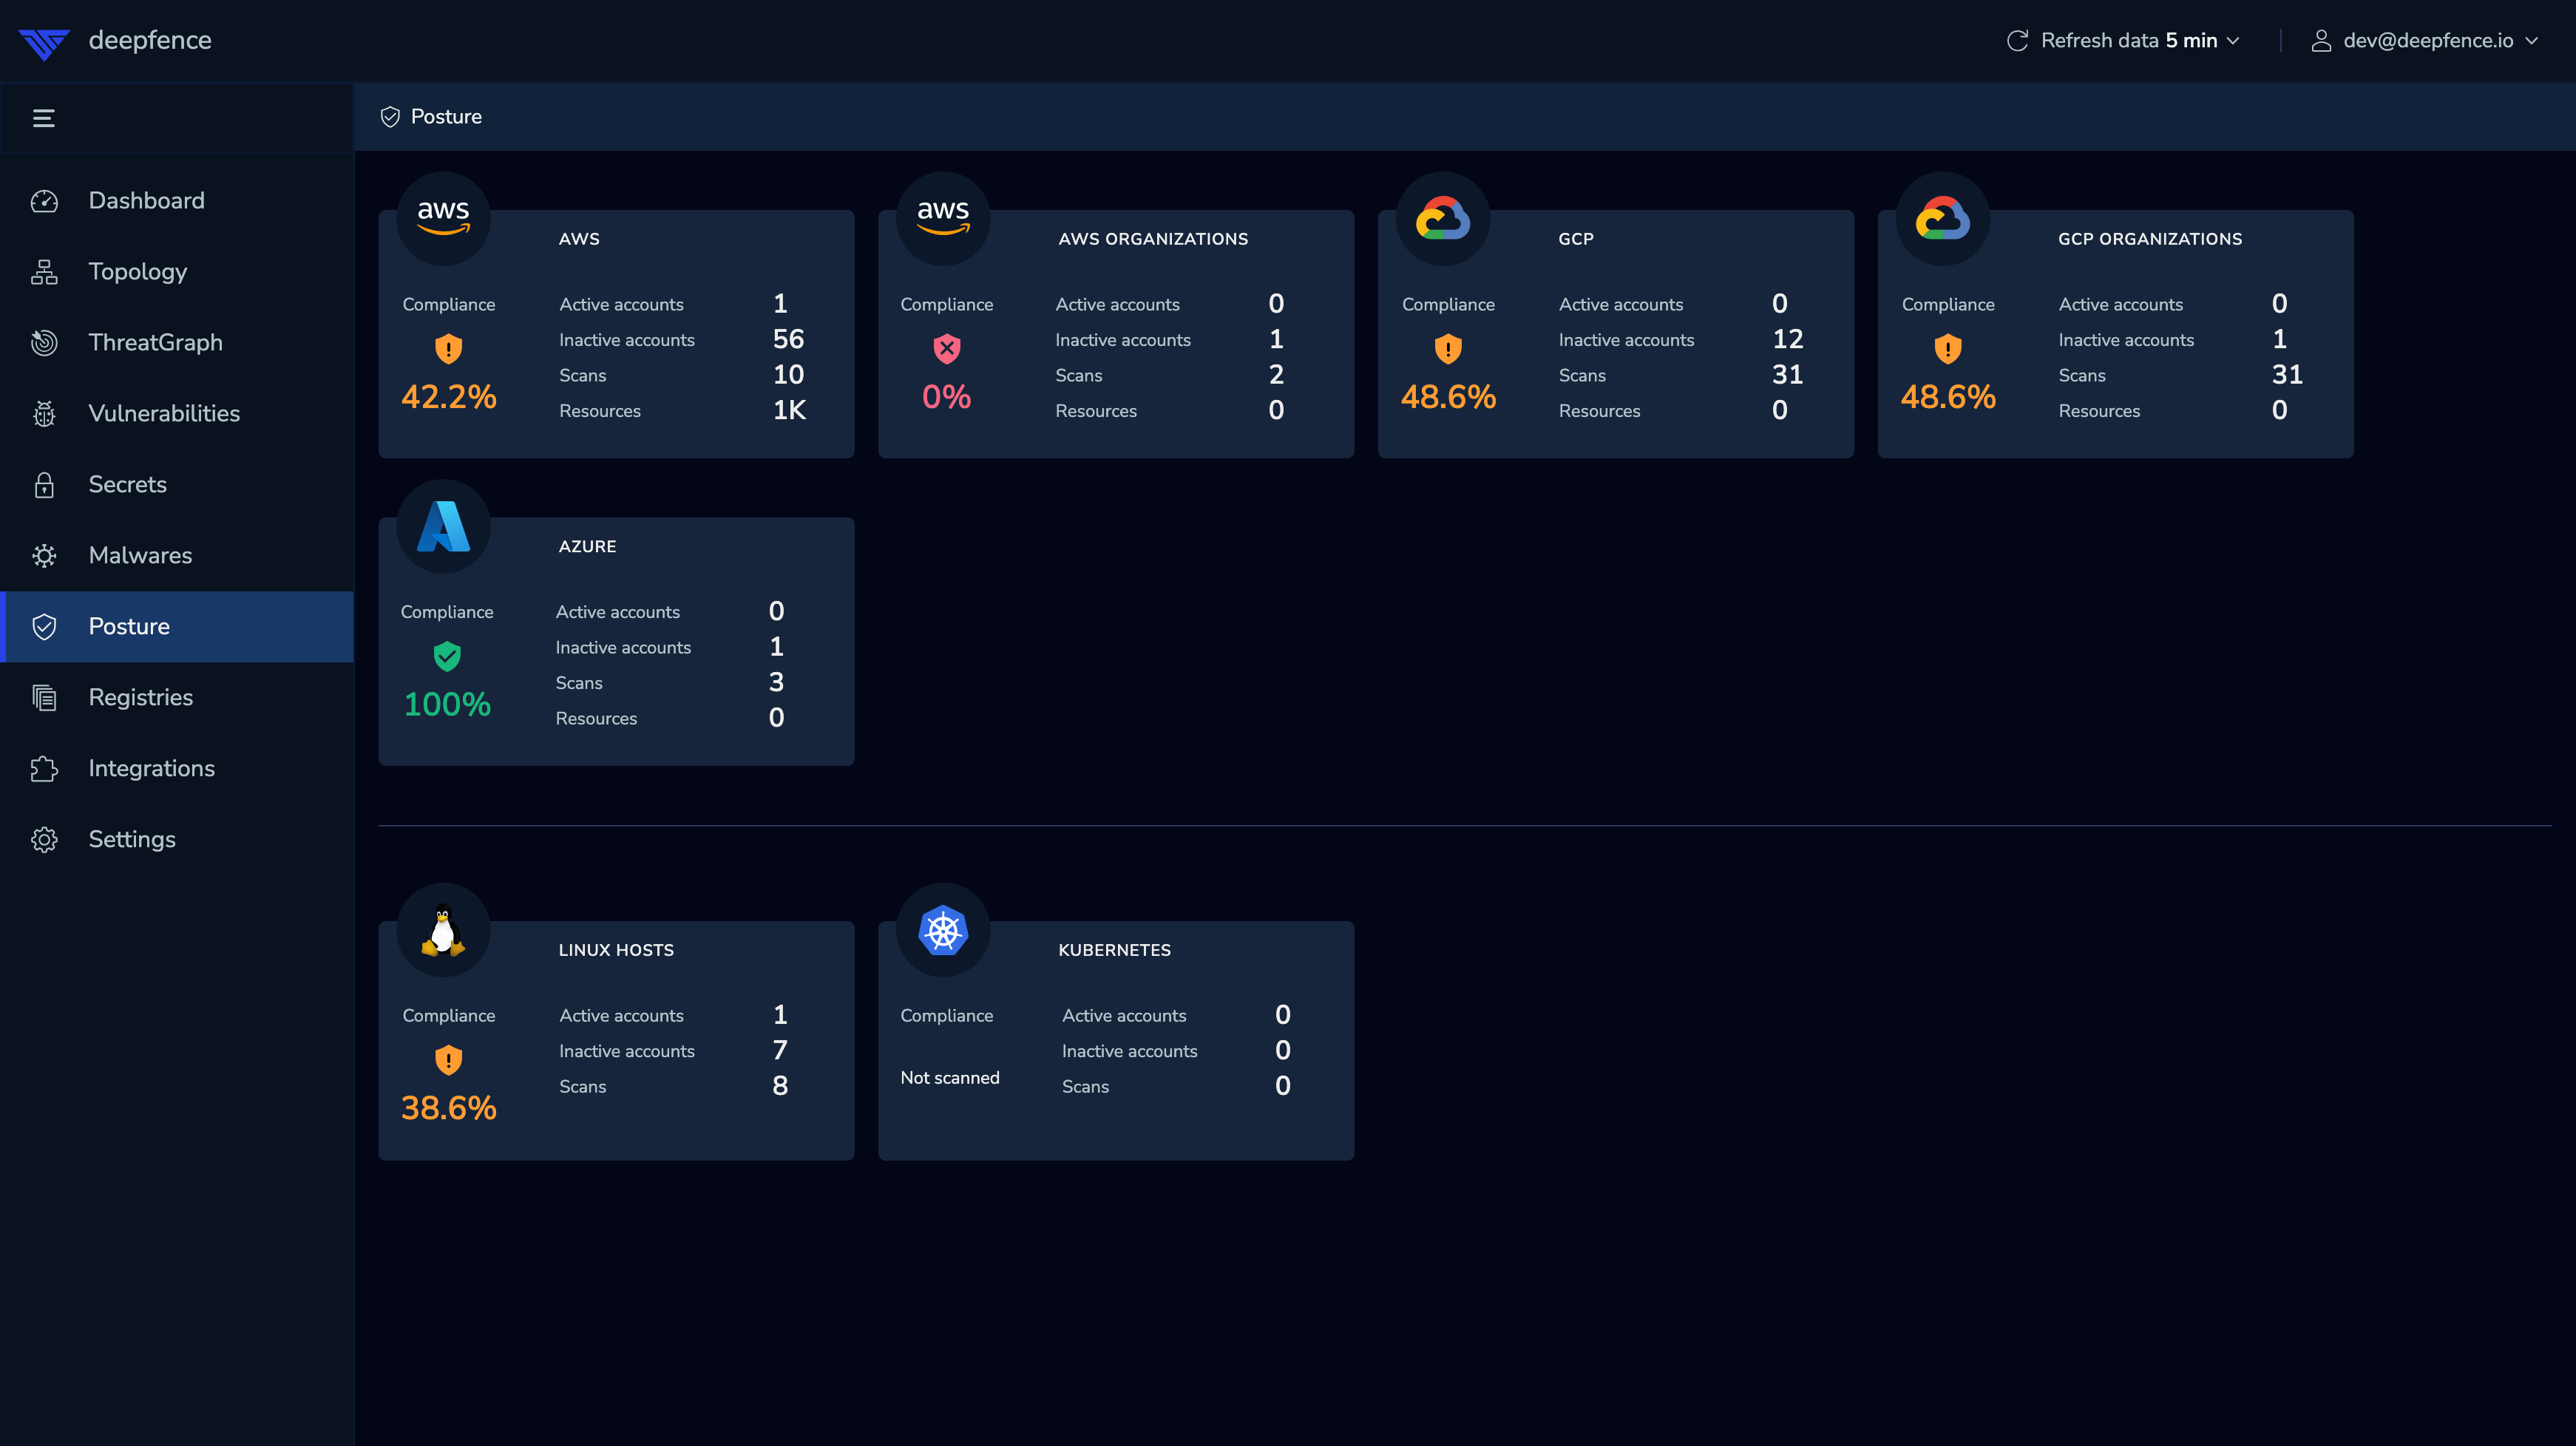 deepfence
Refresh data 5 min
dev@deepfence.io
Posture
Dashboard
Topology
ThreatGraph
Vulnerabilities
Secrets
Malwares
Posture
Registries
Integrations
Settings
aws
AWS
Compliance
42.2%
Active accounts 1
Inactive accounts 56
Scans 10
Resources 1K
aws
AWS ORGANIZATIONS
Compliance
0%
Active accounts 0
Inactive accounts 1
Scans 2
Resources 0
GCP
Compliance
48.6%
Active accounts 0
Inactive accounts 12
Scans 31
Resources 0
GCP ORGANIZATIONS
Compliance
48.6%
Active accounts 0
Inactive accounts 1
Scans 31
Resources 0
AZURE
Compliance
100%
Active accounts 0
Inactive accounts 1
Scans 3
Resources 0
LINUX HOSTS
Compliance
38.6%
Active accounts 1
Inactive accounts 7
Scans 8
KUBERNETES
Compliance
Not scanned
Active accounts 0
Inactive accounts 0
Scans 0